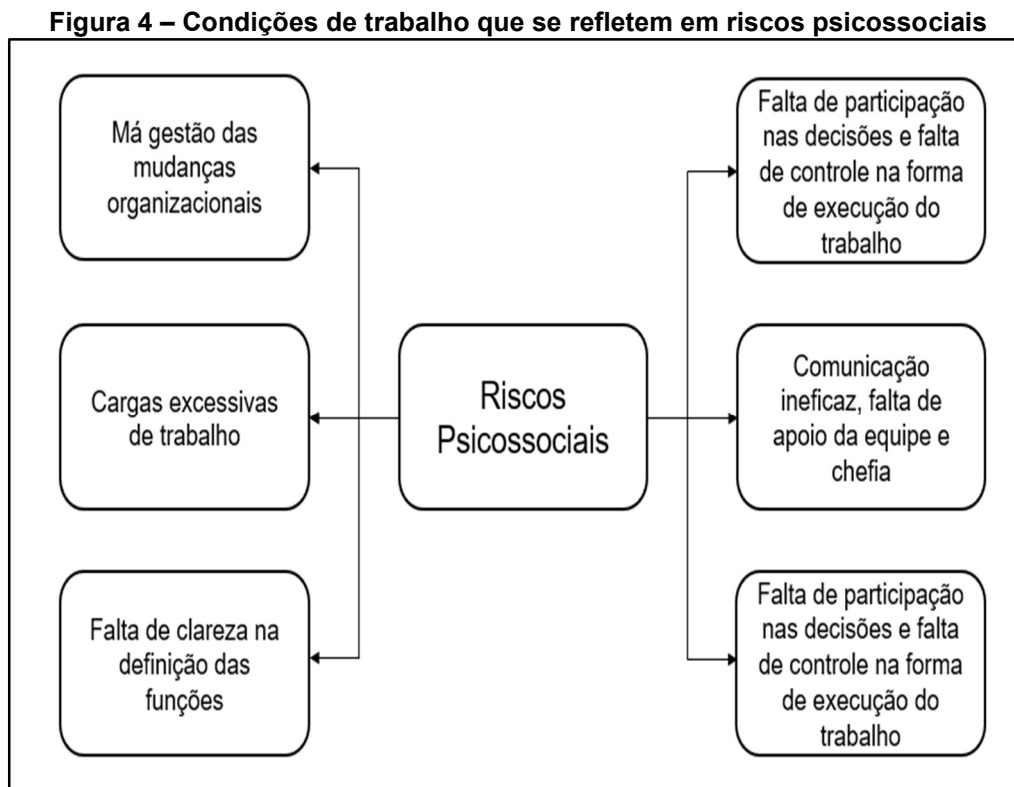 Figura 4 – Condições de trabalho que se refletem em riscos psicossociais
Má gestão das
mudanças
organizacionais
Cargas excessivas
de trabalho
Falta de clareza na
definição das
funções
Riscos
Psicossociais
Falta de participação
nas decisões e falta
de controle na forma
de execução do
trabalho
Comunicação
ineficaz, falta de
apoio da equipe e
chefia
Falta de participação
nas decisões e falta
de controle na forma
de execução do
trabalho